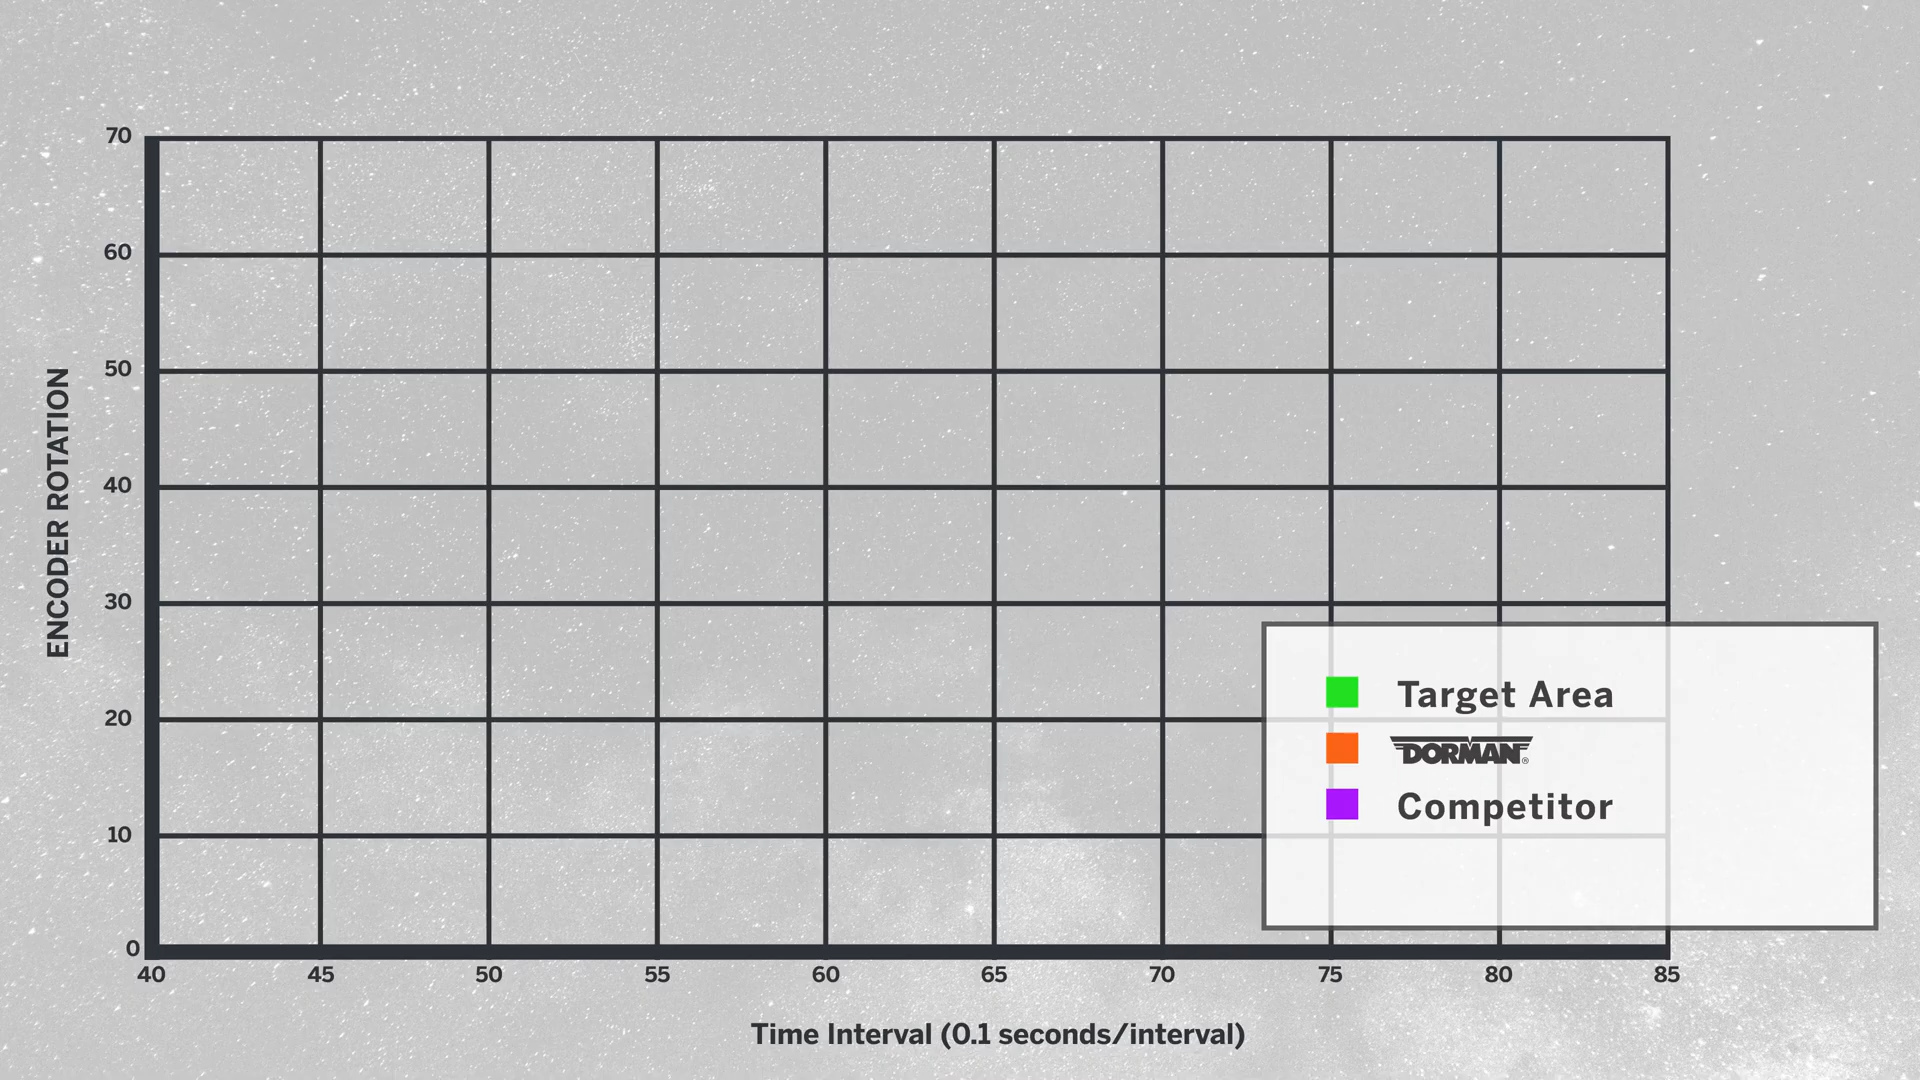 70
60
50
40
30
20
10
0
ENCODER ROTATION
40 45 50 55 60 65 70 75 80 85
Time Interval (0.1 seconds/interval)
Target Area
DORMAN®
Competitor